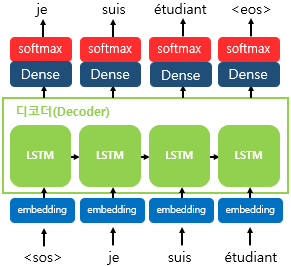 je suis étudiant <eos>
softmax softmax softmax softmax
Dense Dense Dense Dense
디코더(Decoder)
LSTM LSTM LSTM LSTM
embedding embedding embedding embedding
<sos> je suis étudiant